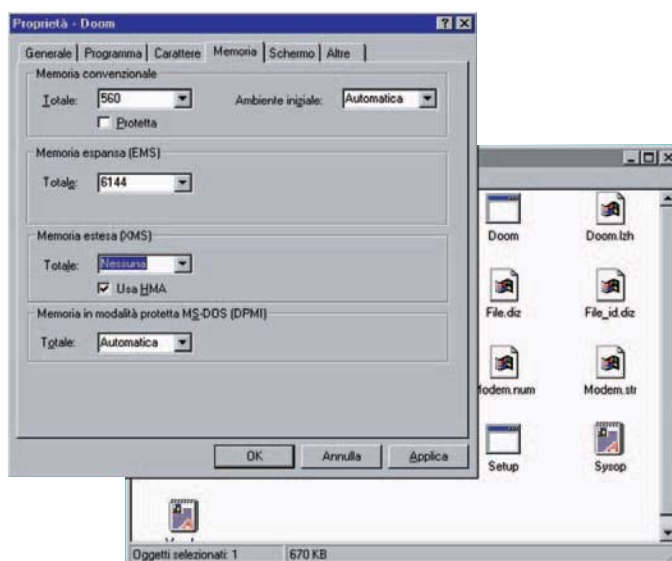 Proprietà - Doom
Generale Programma Carattere Memoria Schermo Altre
Memoria convenzionale
Totale: 560 Ambiente iniziale: Automatica
Protetta
Memoria espansa (EMS)
Totale: 6144
Memoria estesa (XMS)
Totale: Nessuna
Usa HMA
Memoria in modalità protetta MS-DOS (DPMI)
Totale: Automatica
OK Annulla Applica
Doom Doom.lzh
File.diz File_id.diz
Modem.num Modem.str
Setup Sysop
Oggetti selezionati: 1 670 KB